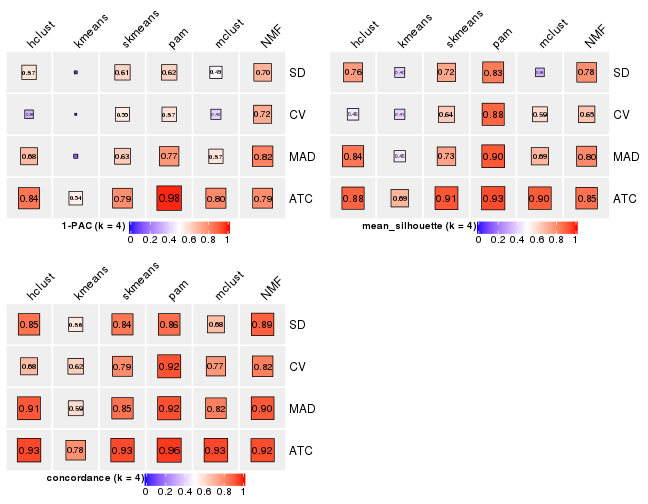 hclust kmeans skmeans pam mclust NMF
0.57 0.61 0.62 0.49 0.70 SD
0.55 0.57 0.72 CV
0.68 0.63 0.77 0.57 0.82 MAD
0.84 0.54 0.79 0.98 0.80 0.79 ATC
1-PAC (k = 4)
0 0.2 0.4 0.6 0.8 1
hclust kmeans skmeans pam mclust NMF
0.76 0.72 0.83 0.78 SD
0.64 0.88 0.59 0.65 CV
0.84 0.73 0.90 0.69 0.80 MAD
0.88 0.69 0.91 0.93 0.90 0.85 ATC
mean_silhouette (k = 4)
0 0.2 0.4 0.6 0.8 1
hclust kmeans skmeans pam mclust NMF
0.85 0.56 0.84 0.86 0.68 0.89 SD
0.68 0.62 0.79 0.92 0.77 0.82 CV
0.91 0.59 0.85 0.92 0.82 0.90 MAD
0.93 0.78 0.93 0.96 0.93 0.92 ATC
concordance (k = 4)
0 0.2 0.4 0.6 0.8 1